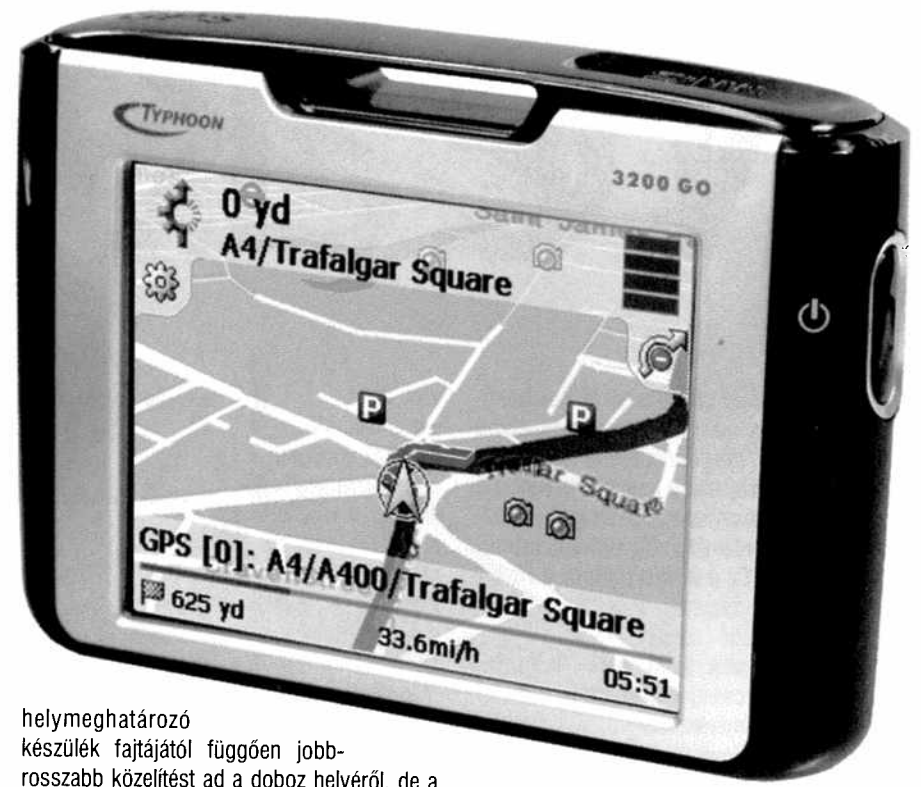 TYPHOON
3200 GO
0 yd
A4/Trafalgar Square
P
P
Square
GPS [0]: A4/A400/Trafalgar Square
625 yd
33.6mi/h
05:51
helymeghatározó
készülék fajtájától függően jobb-
rosszabb közelítést ad a doboz helyéről, de a